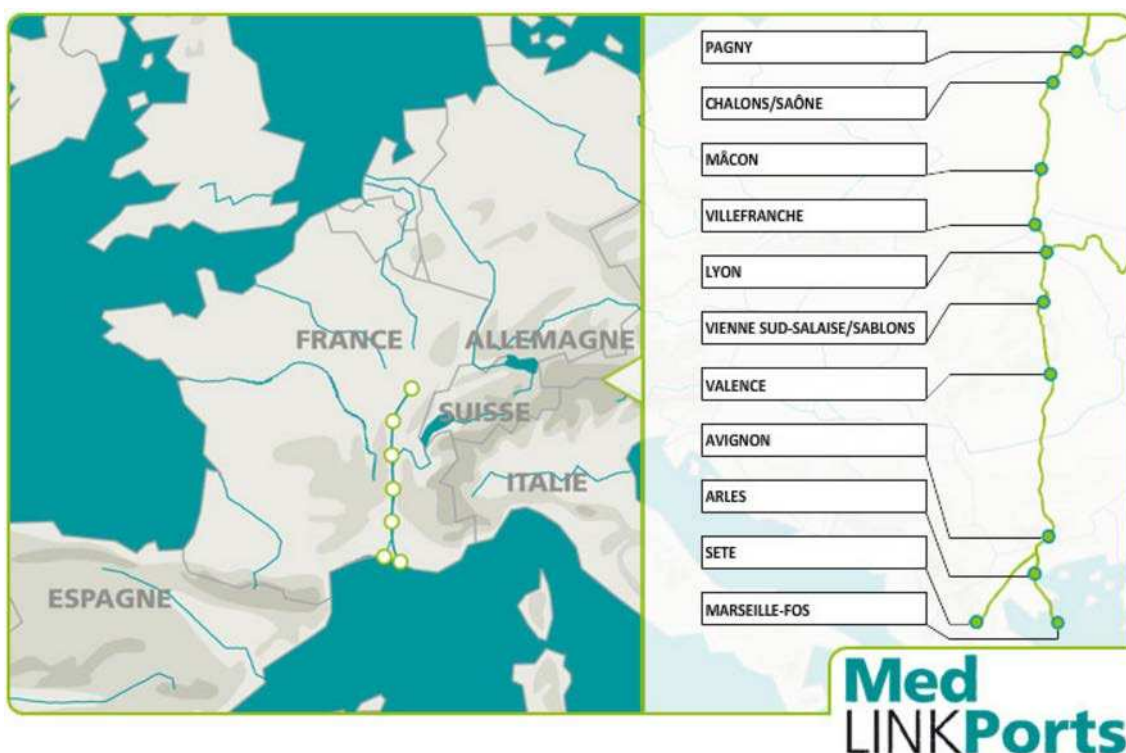 FRANCE
ALLEMAGNE
SUISSE
ITALIE
ESPAGNE
PAGNY
CHALONS/SAÔNE
MÂCON
VILLEFRANCHE
LYON
VIENNE SUD-SALAISE/SABLONS
VALENCE
AVIGNON
ARLES
SETE
MARSEILLE-FOS
Med
LINKPorts